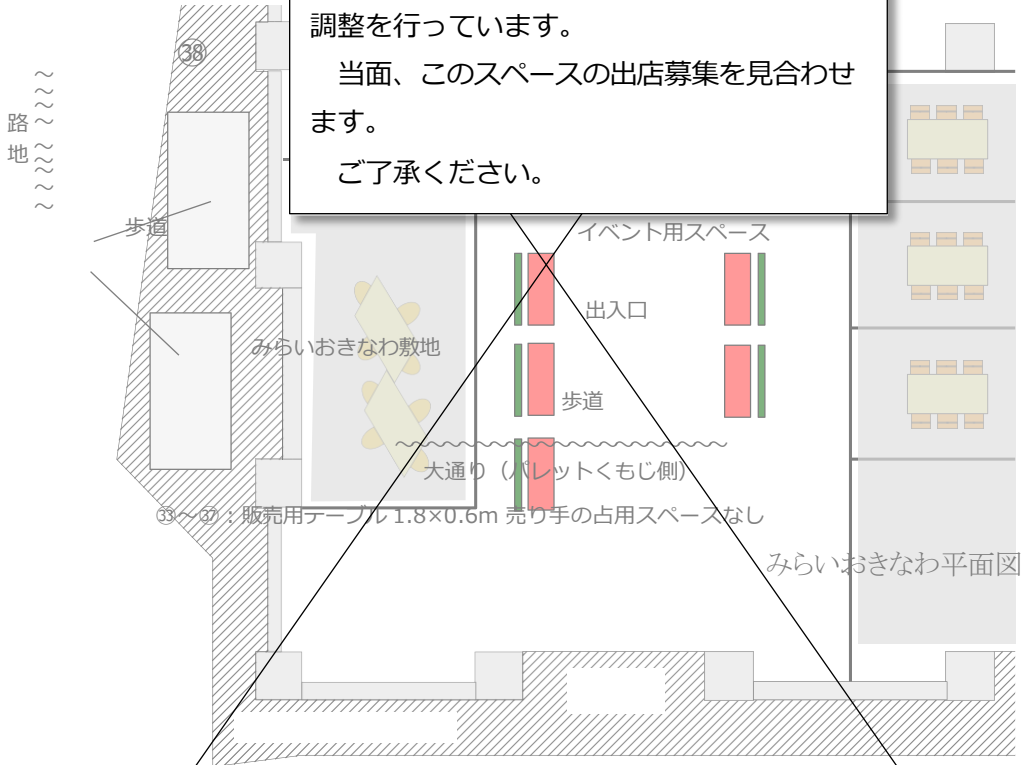 調整を行っています。
　当面、このスペースの出店募集を見合わせ
ます。
　ご了承ください。
㊳
路地
歩道
イベント用スペース
出入口
みらいおきなわ敷地
歩道
大通り（パレットくもじ側）
㉝～㊲：販売用テーブル 1.8×0.6m 売り手の占用スペースなし
みらいおきなわ平面図